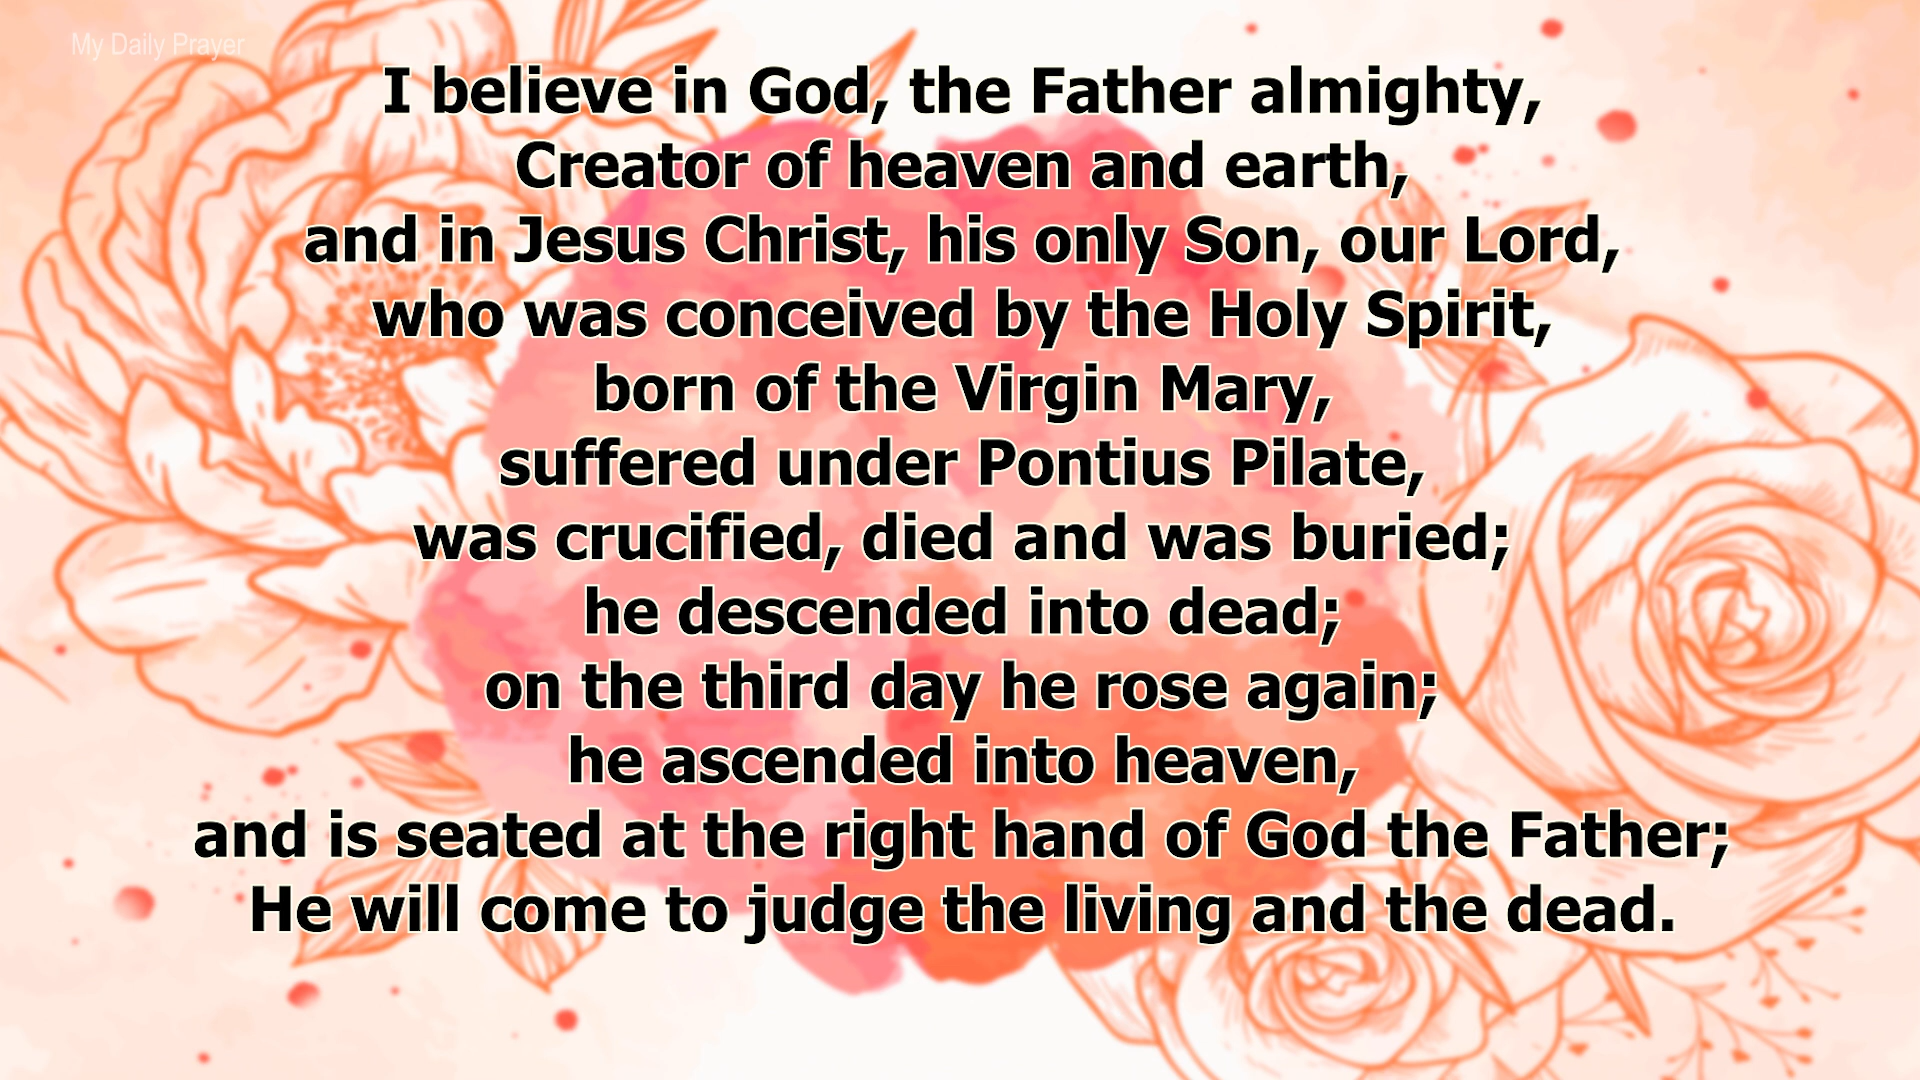 My Daily Prayer
I believe in God, the Father almighty,
Creator of heaven and earth,
and in Jesus Christ, his only Son, our Lord,
who was conceived by the Holy Spirit,
born of the Virgin Mary,
suffered under Pontius Pilate,
was crucified, died and was buried;
he descended into dead;
on the third day he rose again;
he ascended into heaven,
and is seated at the right hand of God the Father;
He will come to judge the living and the dead.